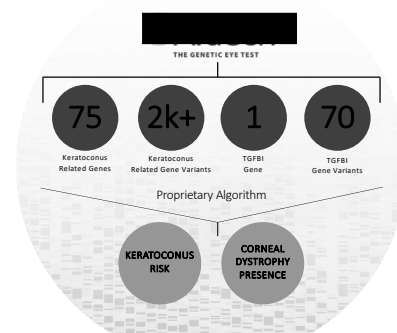 THE GENETIC EYE TEST
75
2k+
1
70
Keratoconus
Related Genes
Keratoconus
Related Gene Variants
TGFBI
Gene
TGFBI
Gene Variants
Proprietary Algorithm
KERATOCONUS
RISK
CORNEAL
DYSTROPHY
PRESENCE